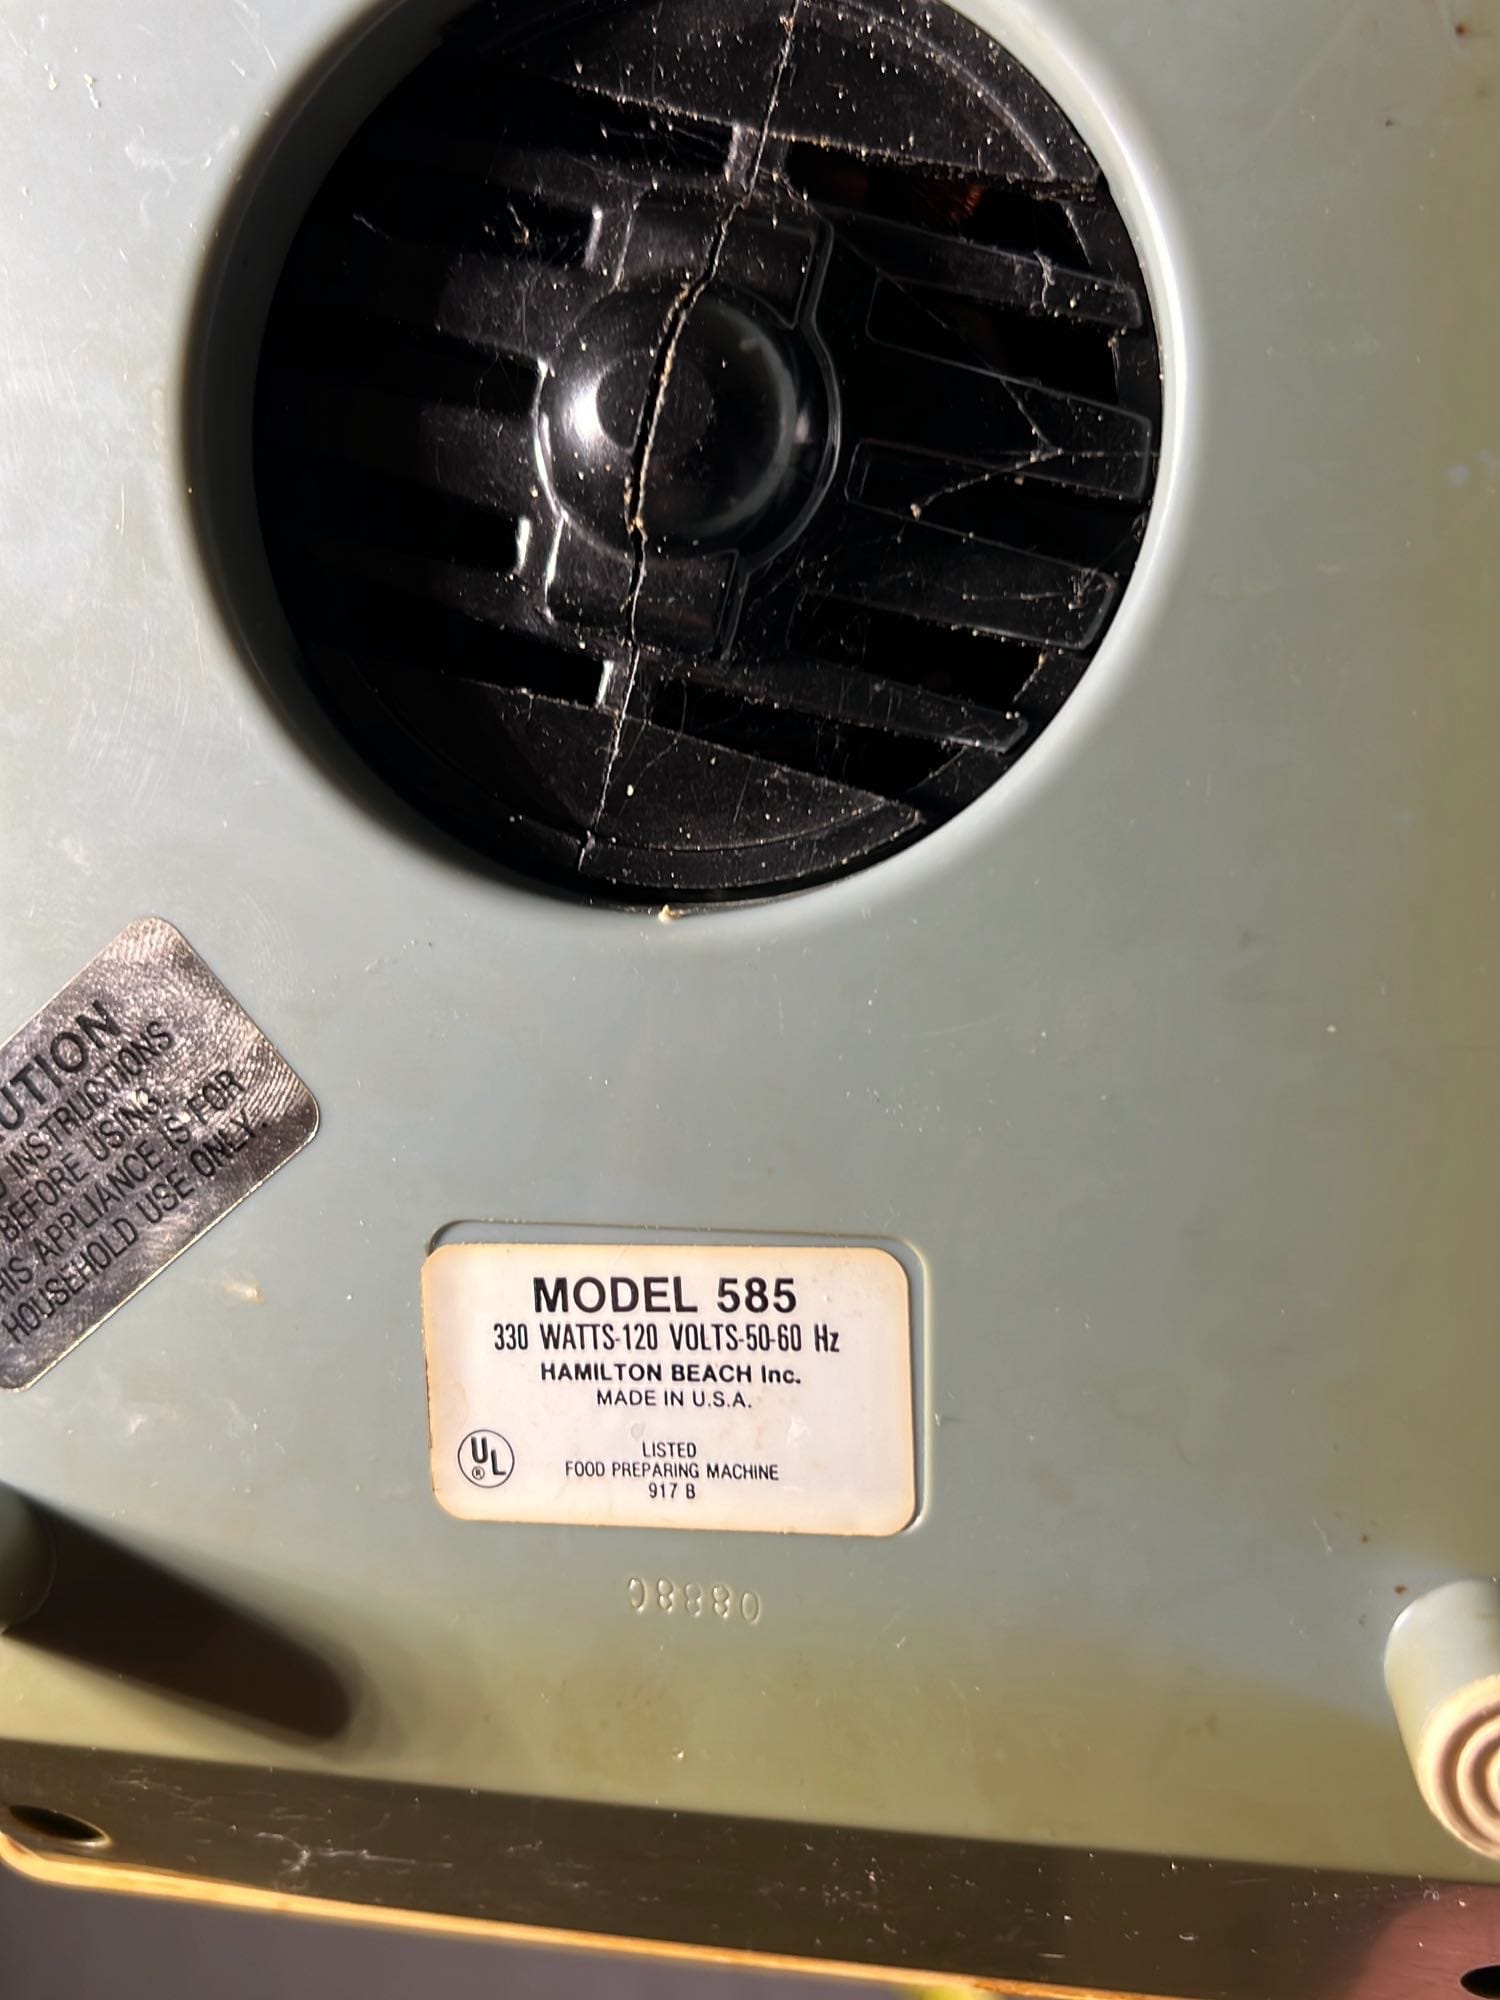 UTION
INSTRUCTIONS
BEFORE USING.
HIS APPLIANCE IS FOR
HOUSEHOLD USE ONLY.
MODEL 585
330 WATTS-120 VOLTS-50-60 Hz
HAMILTON BEACH Inc.
MADE IN U.S.A.
UL ®
LISTED
FOOD PREPARING MACHINE
917 B